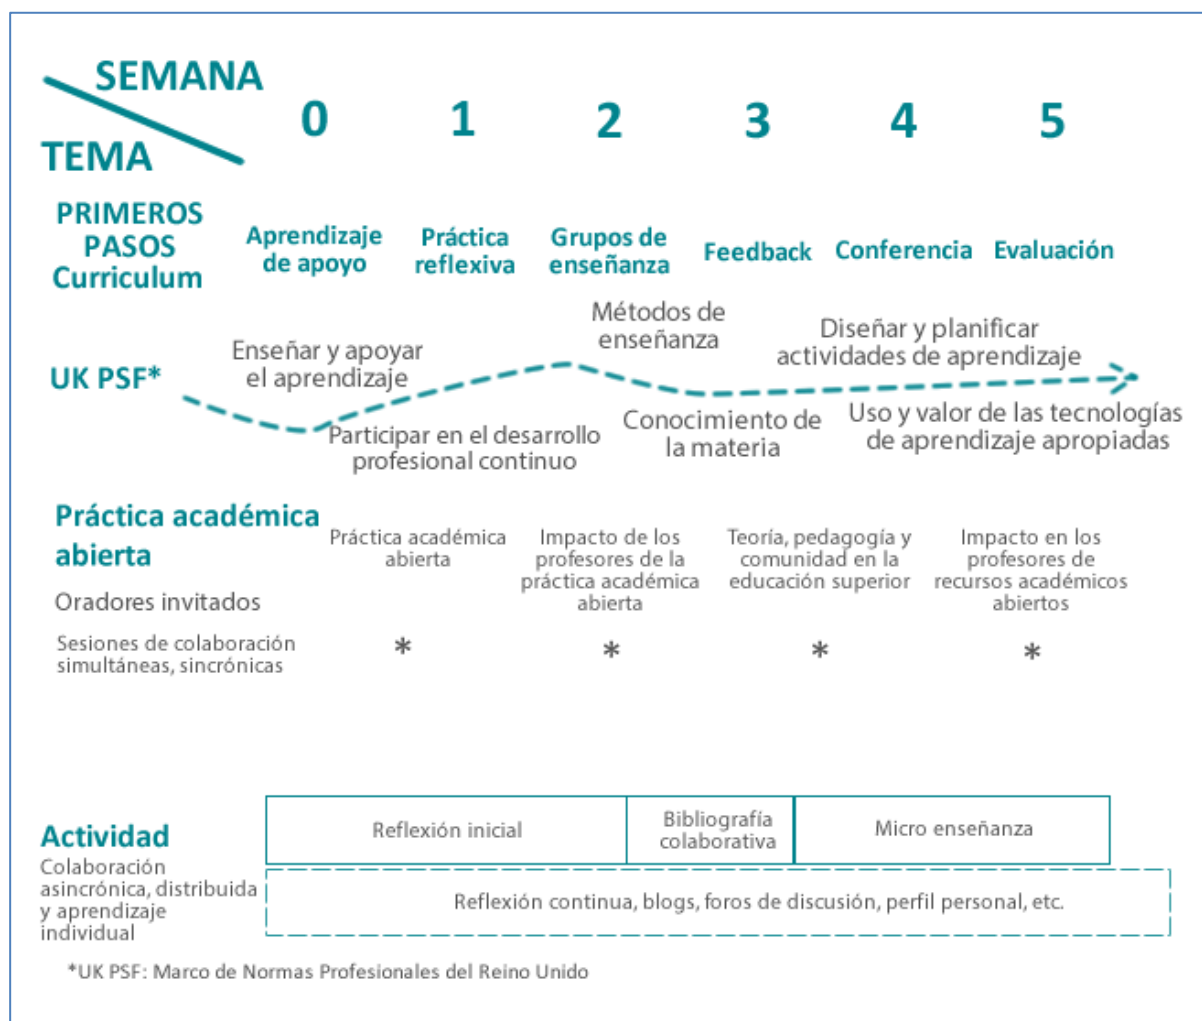 SEMANA
TEMA
0 1 2 3 4 5
PRIMEROS
PASOS
Curriculum
Aprendizaje
de apoyo
Práctica
reflexiva
Grupos de
enseñanza
Feedback
Conferencia
Evaluación
UK PSF*
Enseñar y apoyar
el aprendizaje
Participar en el desarrollo
profesional continuo
Métodos de
enseñanza
Conocimiento de
la materia
Diseñar y planificar
actividades de aprendizaje
Uso y valor de las tecnologías
de aprendizaje apropiadas
Práctica académica
abierta
Oradores invitados
Práctica académica
abierta
Impacto de los
profesores de la
práctica académica
abierta
Teoría, pedagogía y
comunidad en la
educación superior
Impacto en los
profesores de
recursos académicos
abiertos
Sesiones de colaboración
simultáneas, sincrónicas
* * * *
Actividad
Colaboración
asincrónica, distribuida
y aprendizaje
individual
Reflexión inicial
Bibliografía
colaborativa
Micro enseñanza
Reflexión continua, blogs, foros de discusión, perfil personal, etc.
*UK PSF: Marco de Normas Profesionales del Reino Unido